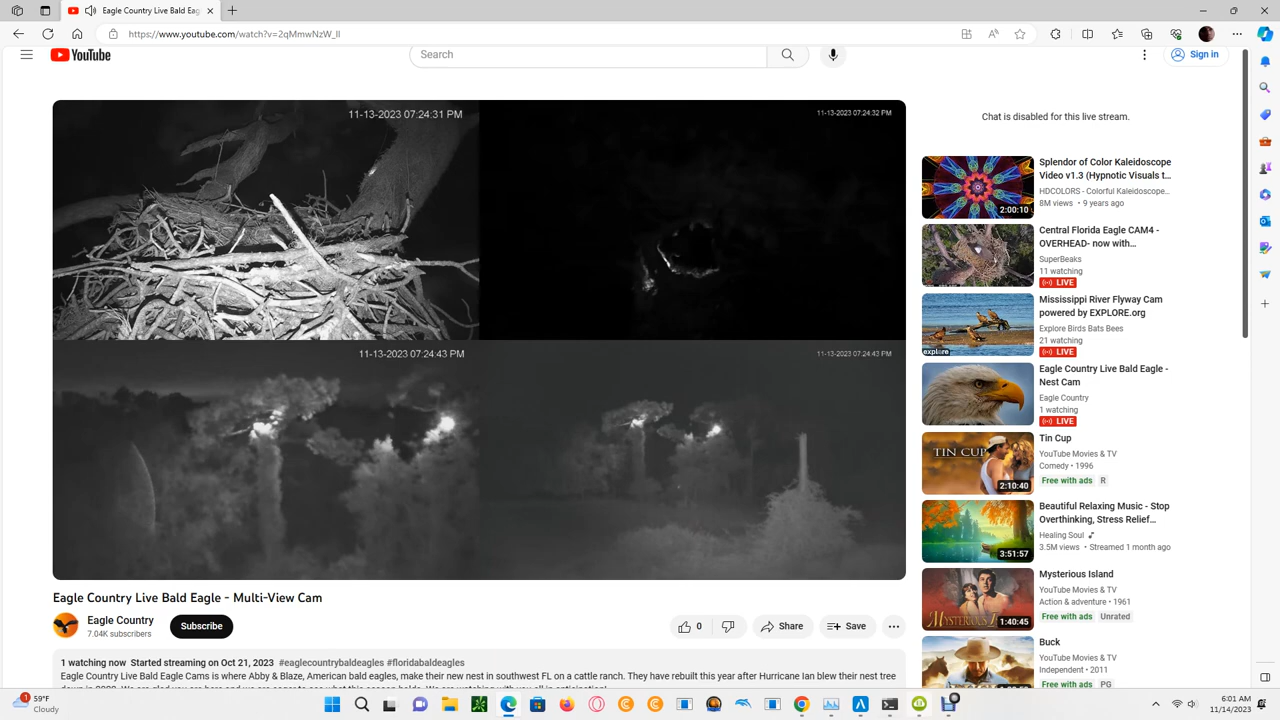 Eagle Country Live Bald Eag
https://www.youtube.com/watch?v=2qMmwNzW_lI
YouTube
Search
Sign in
11-13-2023 07:24:31 PM
11-13-2023 07:24:32 PM
11-13-2023 07:24:43 PM
11-13-2023 07:24:43 PM
Eagle Country Live Bald Eagle - Multi-View Cam
Eagle Country
7.04K subscribers
Subscribe
0
Share
Save
1 watching now Started streaming on Oct 21, 2023 #eaglecountrybaldeagles #floridabaldeagles
Eagle Country Live Bald Eagle Cams is where Abby & Blaze, American bald eagles, make their new nest in southwest FL on a cattle ranch. They have rebuilt this year after Hurricane Ian blew their nest tree
Chat is disabled for this live stream.
2:00:10
Splendor of Color Kaleidoscope
Video v1.3 (Hypnotic Visuals t...
HDCOLORS - Colorful Kaleidoscope...
8M views • 9 years ago
Central Florida Eagle CAM4 -
OVERHEAD- now with...
SuperBeaks
11 watching
LIVE
explore
Mississippi River Flyway Cam
powered by EXPLORE.org
Explore Birds Bats Bees
21 watching
LIVE
Eagle Country Live Bald Eagle -
Nest Cam
Eagle Country
1 watching
LIVE
TIN CUP
2:10:40
Tin Cup
YouTube Movies & TV
Comedy • 1996
Free with ads R
3:51:57
Beautiful Relaxing Music - Stop
Overthinking, Stress Relief...
Healing Soul
3.5M views • Streamed 1 month ago
1:40:45
Mysterious Island
YouTube Movies & TV
Action & adventure • 1961
Free with ads Unrated
Buck
YouTube Movies & TV
Independent • 2011
Free with ads PG
1
59°F
Cloudy
6:01 AM
11/14/2023